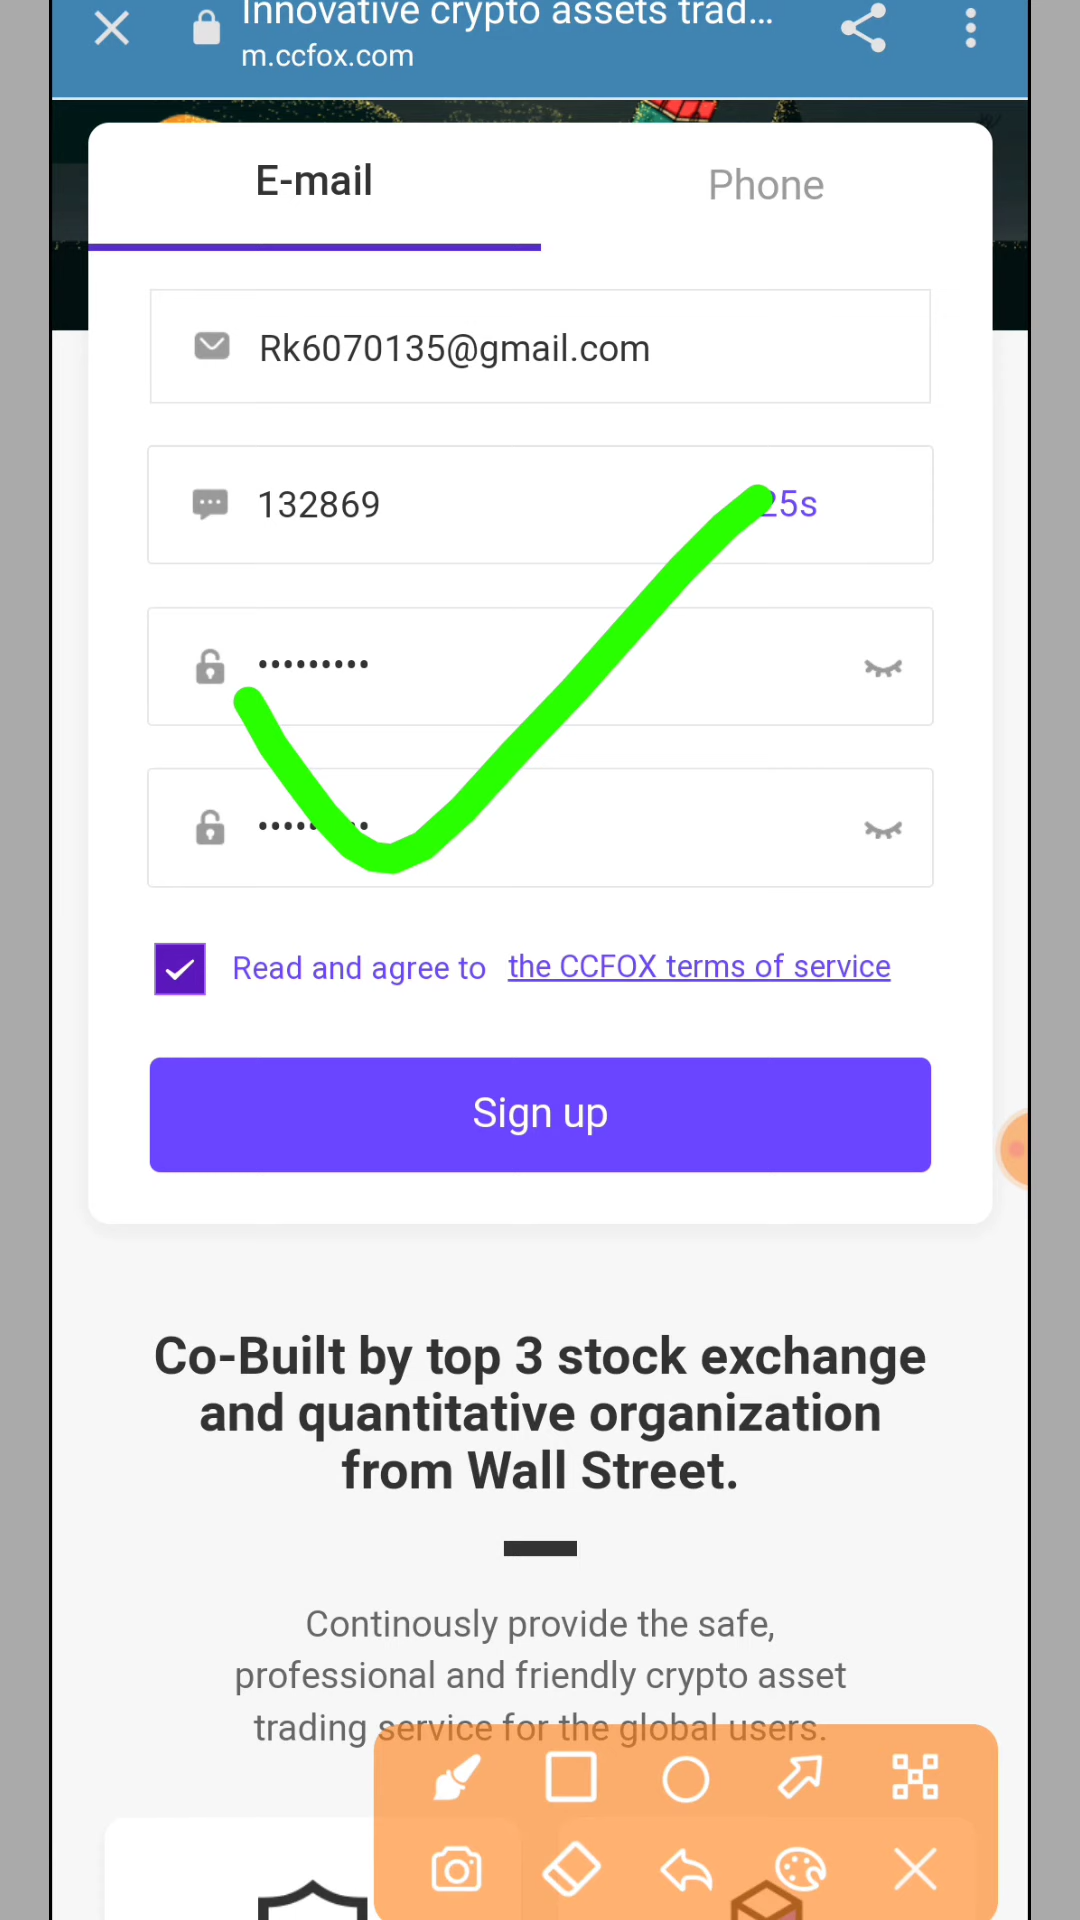 Innovative crypto assets trad...
m.ccfox.com
E-mail
Phone
Rk6070135@gmail.com
132869
25s
•••••••••
Read and agree to the CCFOX terms of service
Sign up
Co-Built by top 3 stock exchange
and quantitative organization
from Wall Street.
Continously provide the safe,
professional and friendly crypto asset
trading service for the global users.